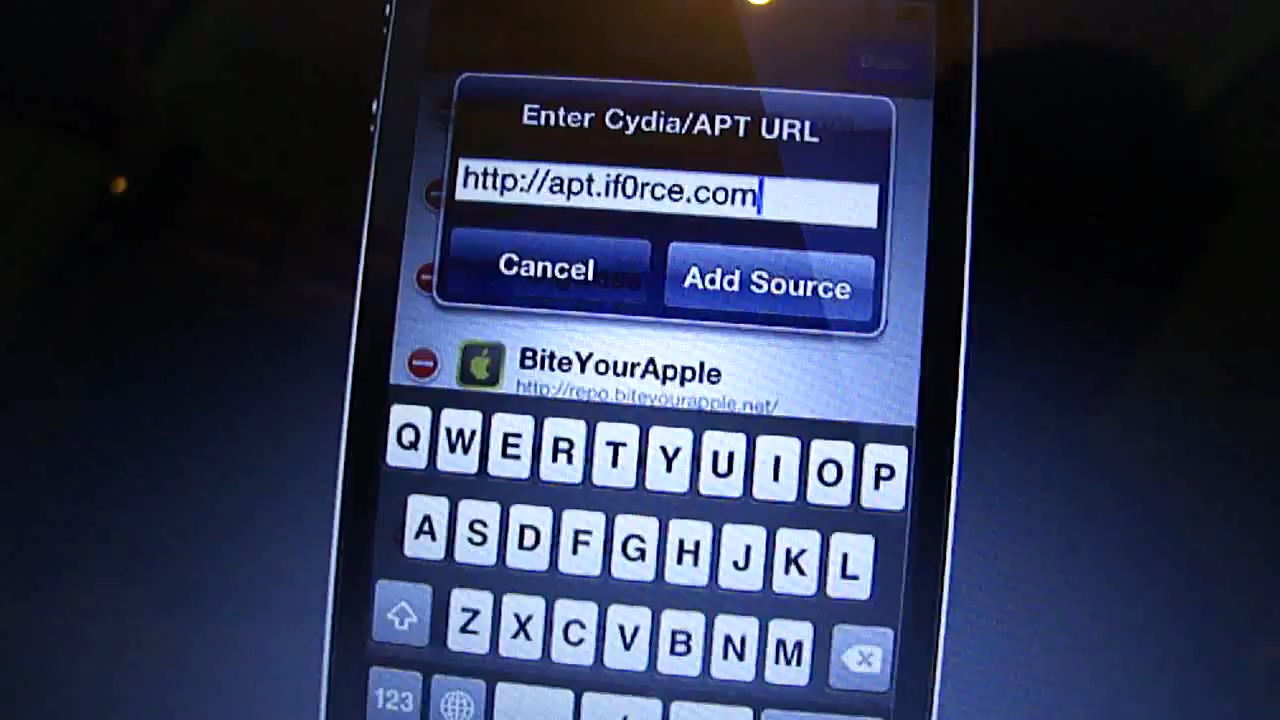 Enter Cydia/APT URL
http://apt.if0rce.com
Cancel
Add Source
BiteYourApple
http://repo.biteyourapple.net/
Q W E R T Y U I O P
A S D F G H J K L
Z X C V B N M
123